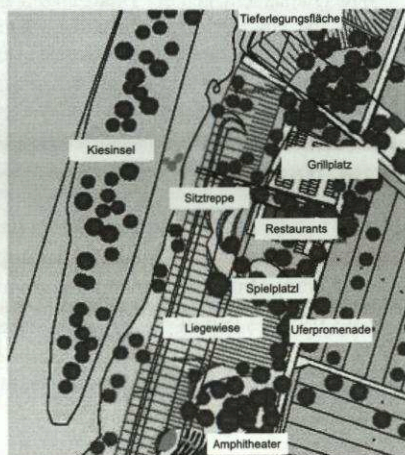 Tieferlegungsfläche
Kiesinsel
Grillplatz
Sitztreppe
Restaurants
Spielplatzl
Liegewiese
Uferpromenade
Amphitheater